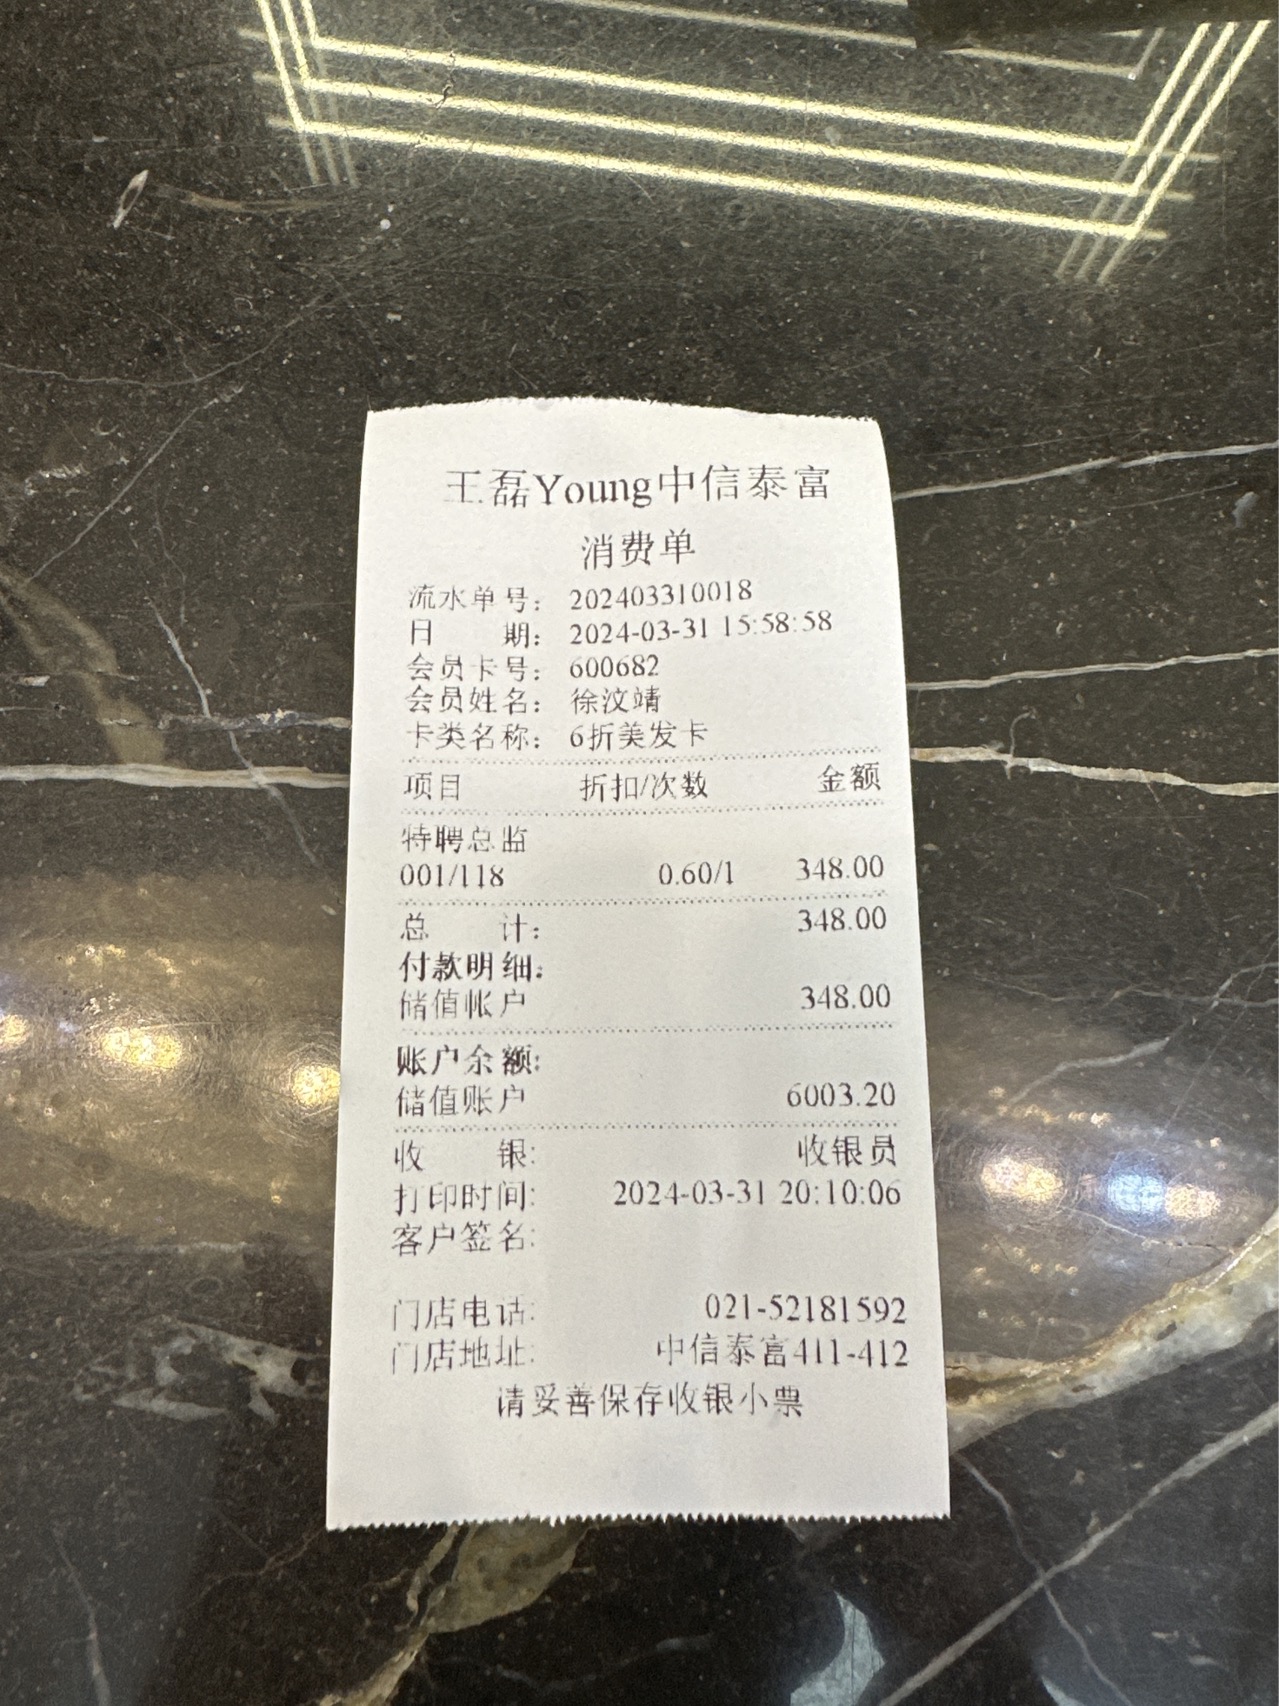 王磊Young中信泰富
消费单
流水单号： 202403310018
日 期： 2024-03-31 15:58:58
会员卡号： 600682
会员姓名： 徐汶靖
卡类名称： 6折美发卡
项目 折扣/次数 金额
特聘总监
001/118 0.60/1 348.00
总 计： 348.00
付款明细:
储值帐户 348.00
账户余额:
储值账户 6003.20
收 银: 收银员
打印时间: 2024-03-31 20:10:06
客户签名:
门店电话: 021-52181592
门店地址: 中信泰富411-412
请妥善保存收银小票